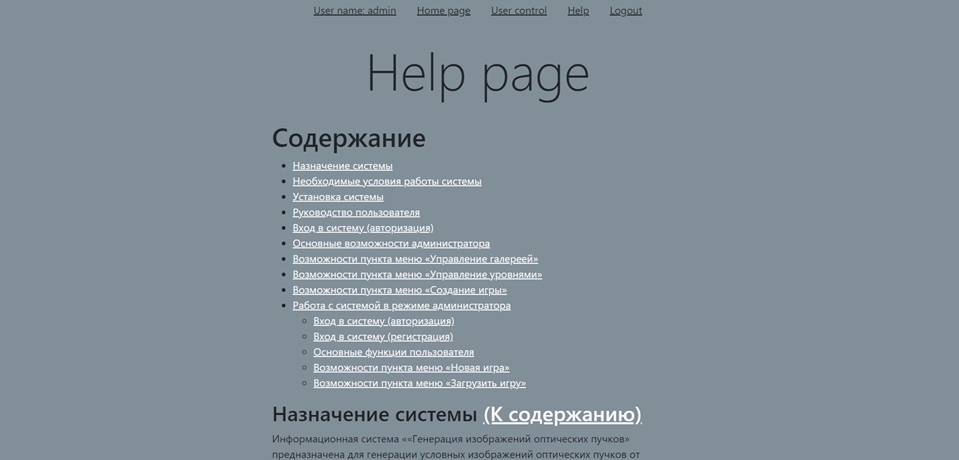 User name: admin Home page User control Help Logout
Help page
Содержание
Назначение системы
Необходимые условия работы системы
Установка системы
Руководство пользователя
Вход в систему (авторизация)
Основные возможности администратора
Возможности пункта меню «Управление галереей»
Возможности пункта меню «Управление уровнями»
Возможности пункта меню «Создание игры»
Работа с системой в режиме администратора
Вход в систему (авторизация)
Вход в систему (регистрация)
Основные функции пользователя
Возможности пункта меню «Новая игра»
Возможности пункта меню «Загрузить игру»
Назначение системы (К содержанию)
Информационная система ««Генерация изображений оптических пучков»
предназначена для генерации условных изображений оптических пучков от